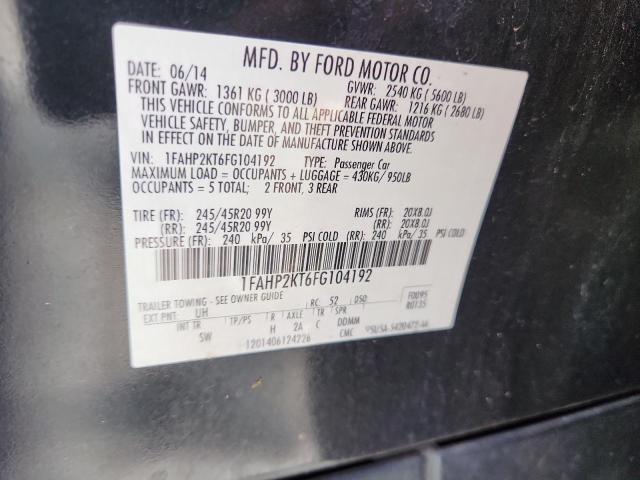 MFD. BY FORD MOTOR CO.
DATE: 06/14 GVWR: 2540 KG ( 5600 LB)
FRONT GAWR: 1361 KG ( 3000 LB) REAR GAWR: 1216 KG ( 2680 LB)
THIS VEHICLE CONFORMS TO ALL APPLICABLE FEDERAL MOTOR
VEHICLE SAFETY, BUMPER, AND THEFT PREVENTION STANDARDS
IN EFFECT ON THE DATE OF MANUFACTURE SHOWN ABOVE.
VIN: 1FAHP2KT6FG104192 TYPE: Passenger Car
MAXIMUM LOAD = OCCUPANTS + LUGGAGE = 430KG/ 950LB
OCCUPANTS = 5 TOTAL; 2 FRONT, 3 REAR
TIRE (FR): 245/45R20 99Y RIMS (FR): 20X8.0J
(RR): 245/45R20 99Y (RR): 20X8.0J
PRESSURE (FR): 240 kPa/ 35 PSI COLD (RR): 240 kPa/ 35 PSI COLD
1FAHP2KT6FG104192
TRAILER TOWING - SEE OWNER GUIDE
EXT PNT: UH RC: 52 DSO: F0095
R0135
INT TR TP/PS R AXLE TR DDMM
SW H 2A C CMC
1201406124226